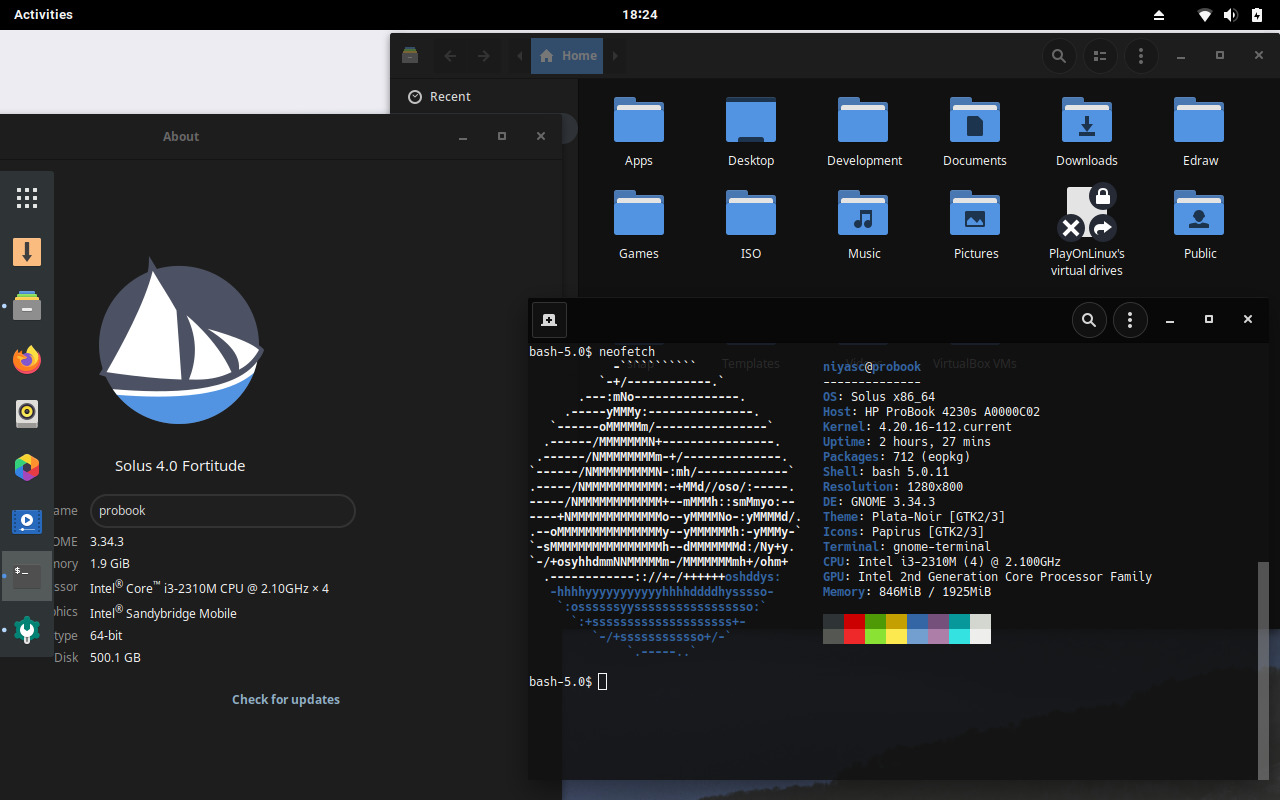 Activities
18:24
Home
Recent
Apps
Desktop
Development
Documents
Downloads
Edraw
Games
ISO
Music
Pictures
PlayOnLinux's
virtual drives
Public
Templates
VirtualBox VMs
About
Solus 4.0 Fortitude
ame probook
OME 3.34.3
nory 1.9 GiB
ssor Intel® Core™ i3-2310M CPU @ 2.10GHz × 4
phics Intel® Sandybridge Mobile
type 64-bit
Disk 500.1 GB
Check for updates
bash-5.0$ neofetch
niyasc@probook
--------------
OS: Solus x86_64
Host: HP ProBook 4230s A0000C02
Kernel: 4.20.16-112.current
Uptime: 2 hours, 27 mins
Packages: 712 (eopkg)
Shell: bash 5.0.11
Resolution: 1280x800
DE: GNOME 3.34.3
Theme: Plata-Noir [GTK2/3]
Icons: Papirus [GTK2/3]
Terminal: gnome-terminal
CPU: Intel i3-2310M (4) @ 2.100GHz
GPU: Intel 2nd Generation Core Processor Family
Memory: 846MiB / 1925MiB
bash-5.0$